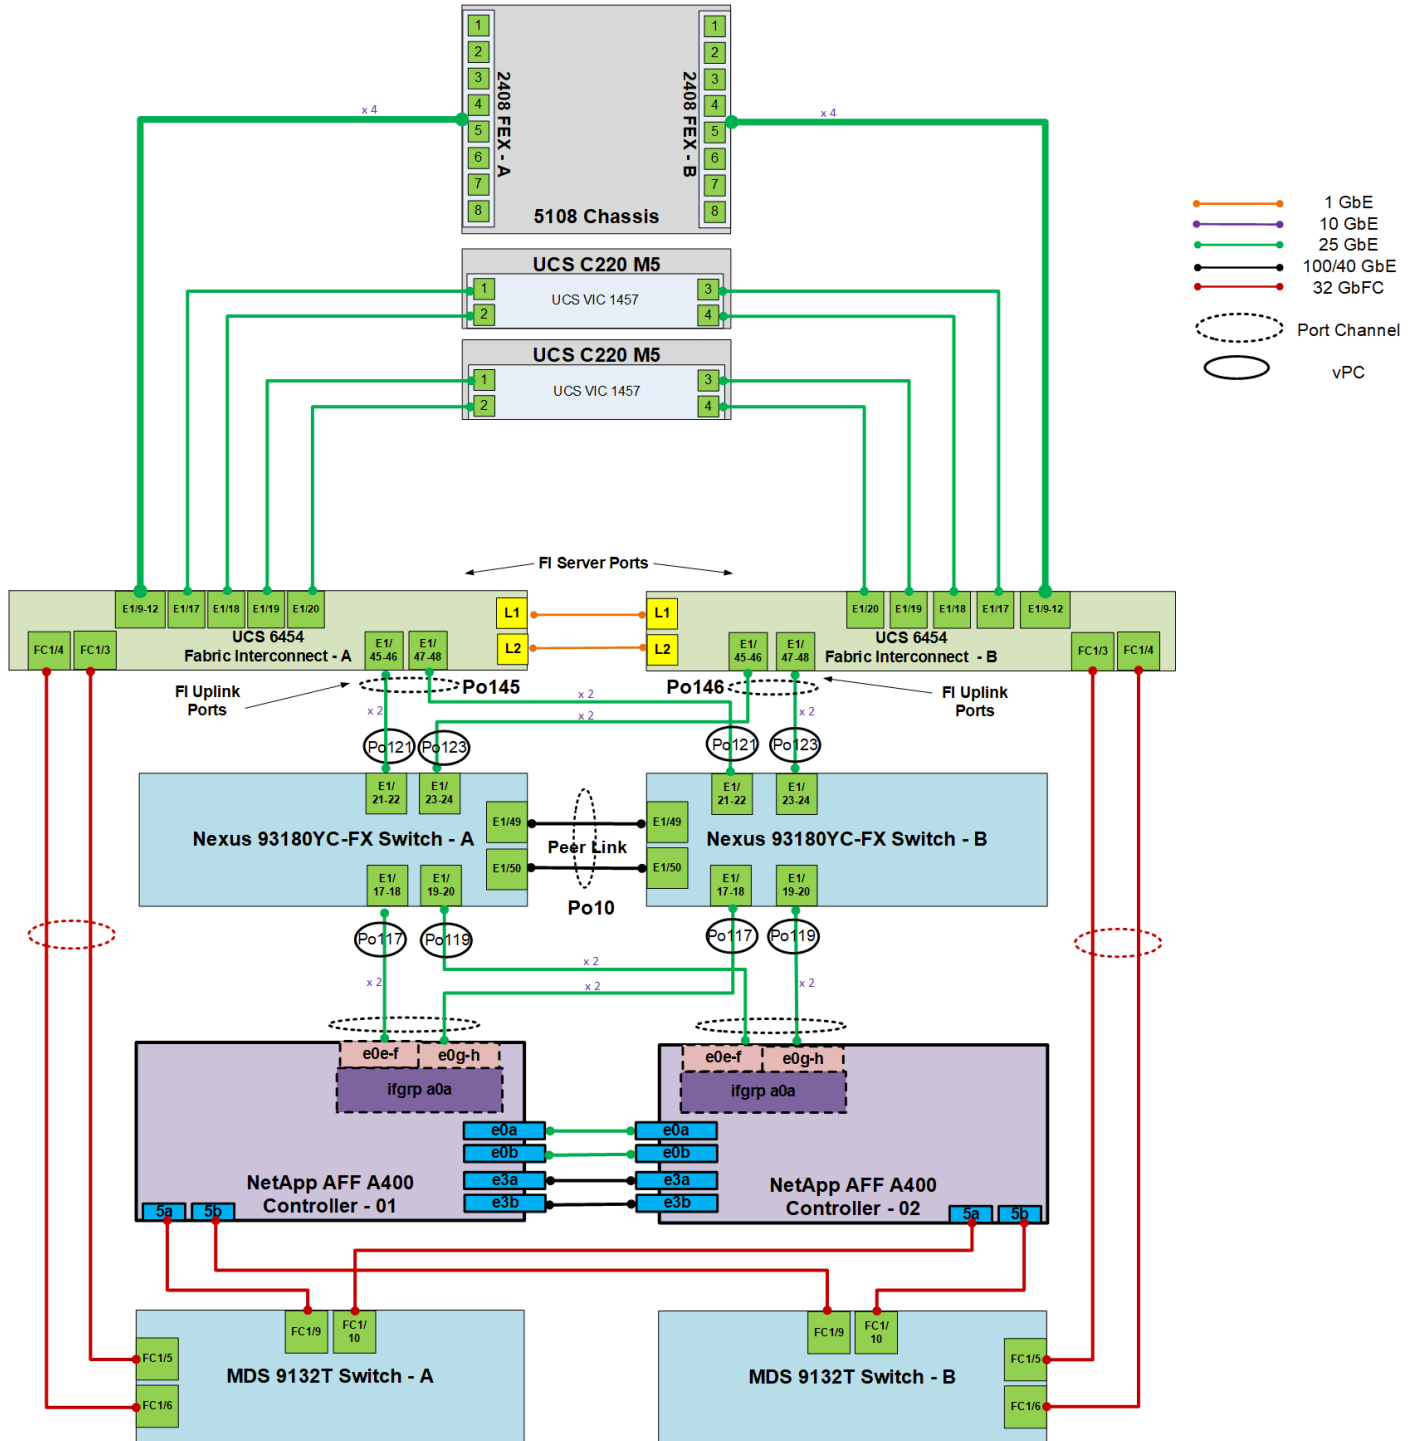 1
2
3
4
5
6
7
8
2408 FEX - A
1
2
3
4
5
6
7
8
2408 FEX - B
x 4
x 4
5108 Chassis
1 GbE
10 GbE
25 GbE
100/40 GbE
32 GbFC
Port Channel
vPC
UCS C220 M5
UCS VIC 1457
1
2
3
4
UCS C220 M5
UCS VIC 1457
1
2
3
4
FI Server Ports
E1/9-12
E1/17
E1/18
E1/19
E1/20
L1
L2
UCS 6454
Fabric Interconnect - A
FC1/4
FC1/3
E1/
45-46
E1/
47-48
L1
L2
E1/20
E1/19
E1/18
E1/17
E1/9-12
UCS 6454
Fabric Interconnect - B
E1/
45-46
E1/
47-48
FC1/3
FC1/4
FI Uplink
Ports
Po145
Po146
FI Uplink
Ports
x 2
x 2
x 2
x 2
Po121
Po123
Po121
Po123
E1/
21-22
E1/
23-24
E1/
21-22
E1/
23-24
Nexus 93180YC-FX Switch - A
E1/49
E1/50
Peer Link
Po10
E1/49
E1/50
Nexus 93180YC-FX Switch - B
E1/
17-18
E1/
19-20
E1/
17-18
E1/
19-20
Po117
Po119
Po117
Po119
x 2
x 2
x 2
x 2
e0e-f
e0g-h
ifgrp a0a
e0e-f
e0g-h
ifgrp a0a
e0a
e0b
e3a
e3b
e0a
e0b
e3a
e3b
NetApp AFF A400
Controller - 01
NetApp AFF A400
Controller - 02
5a
5b
5a
5b
FC1/9
FC1/
10
FC1/9
FC1/
10
FC1/5
FC1/6
MDS 9132T Switch - A
MDS 9132T Switch - B
FC1/5
FC1/6